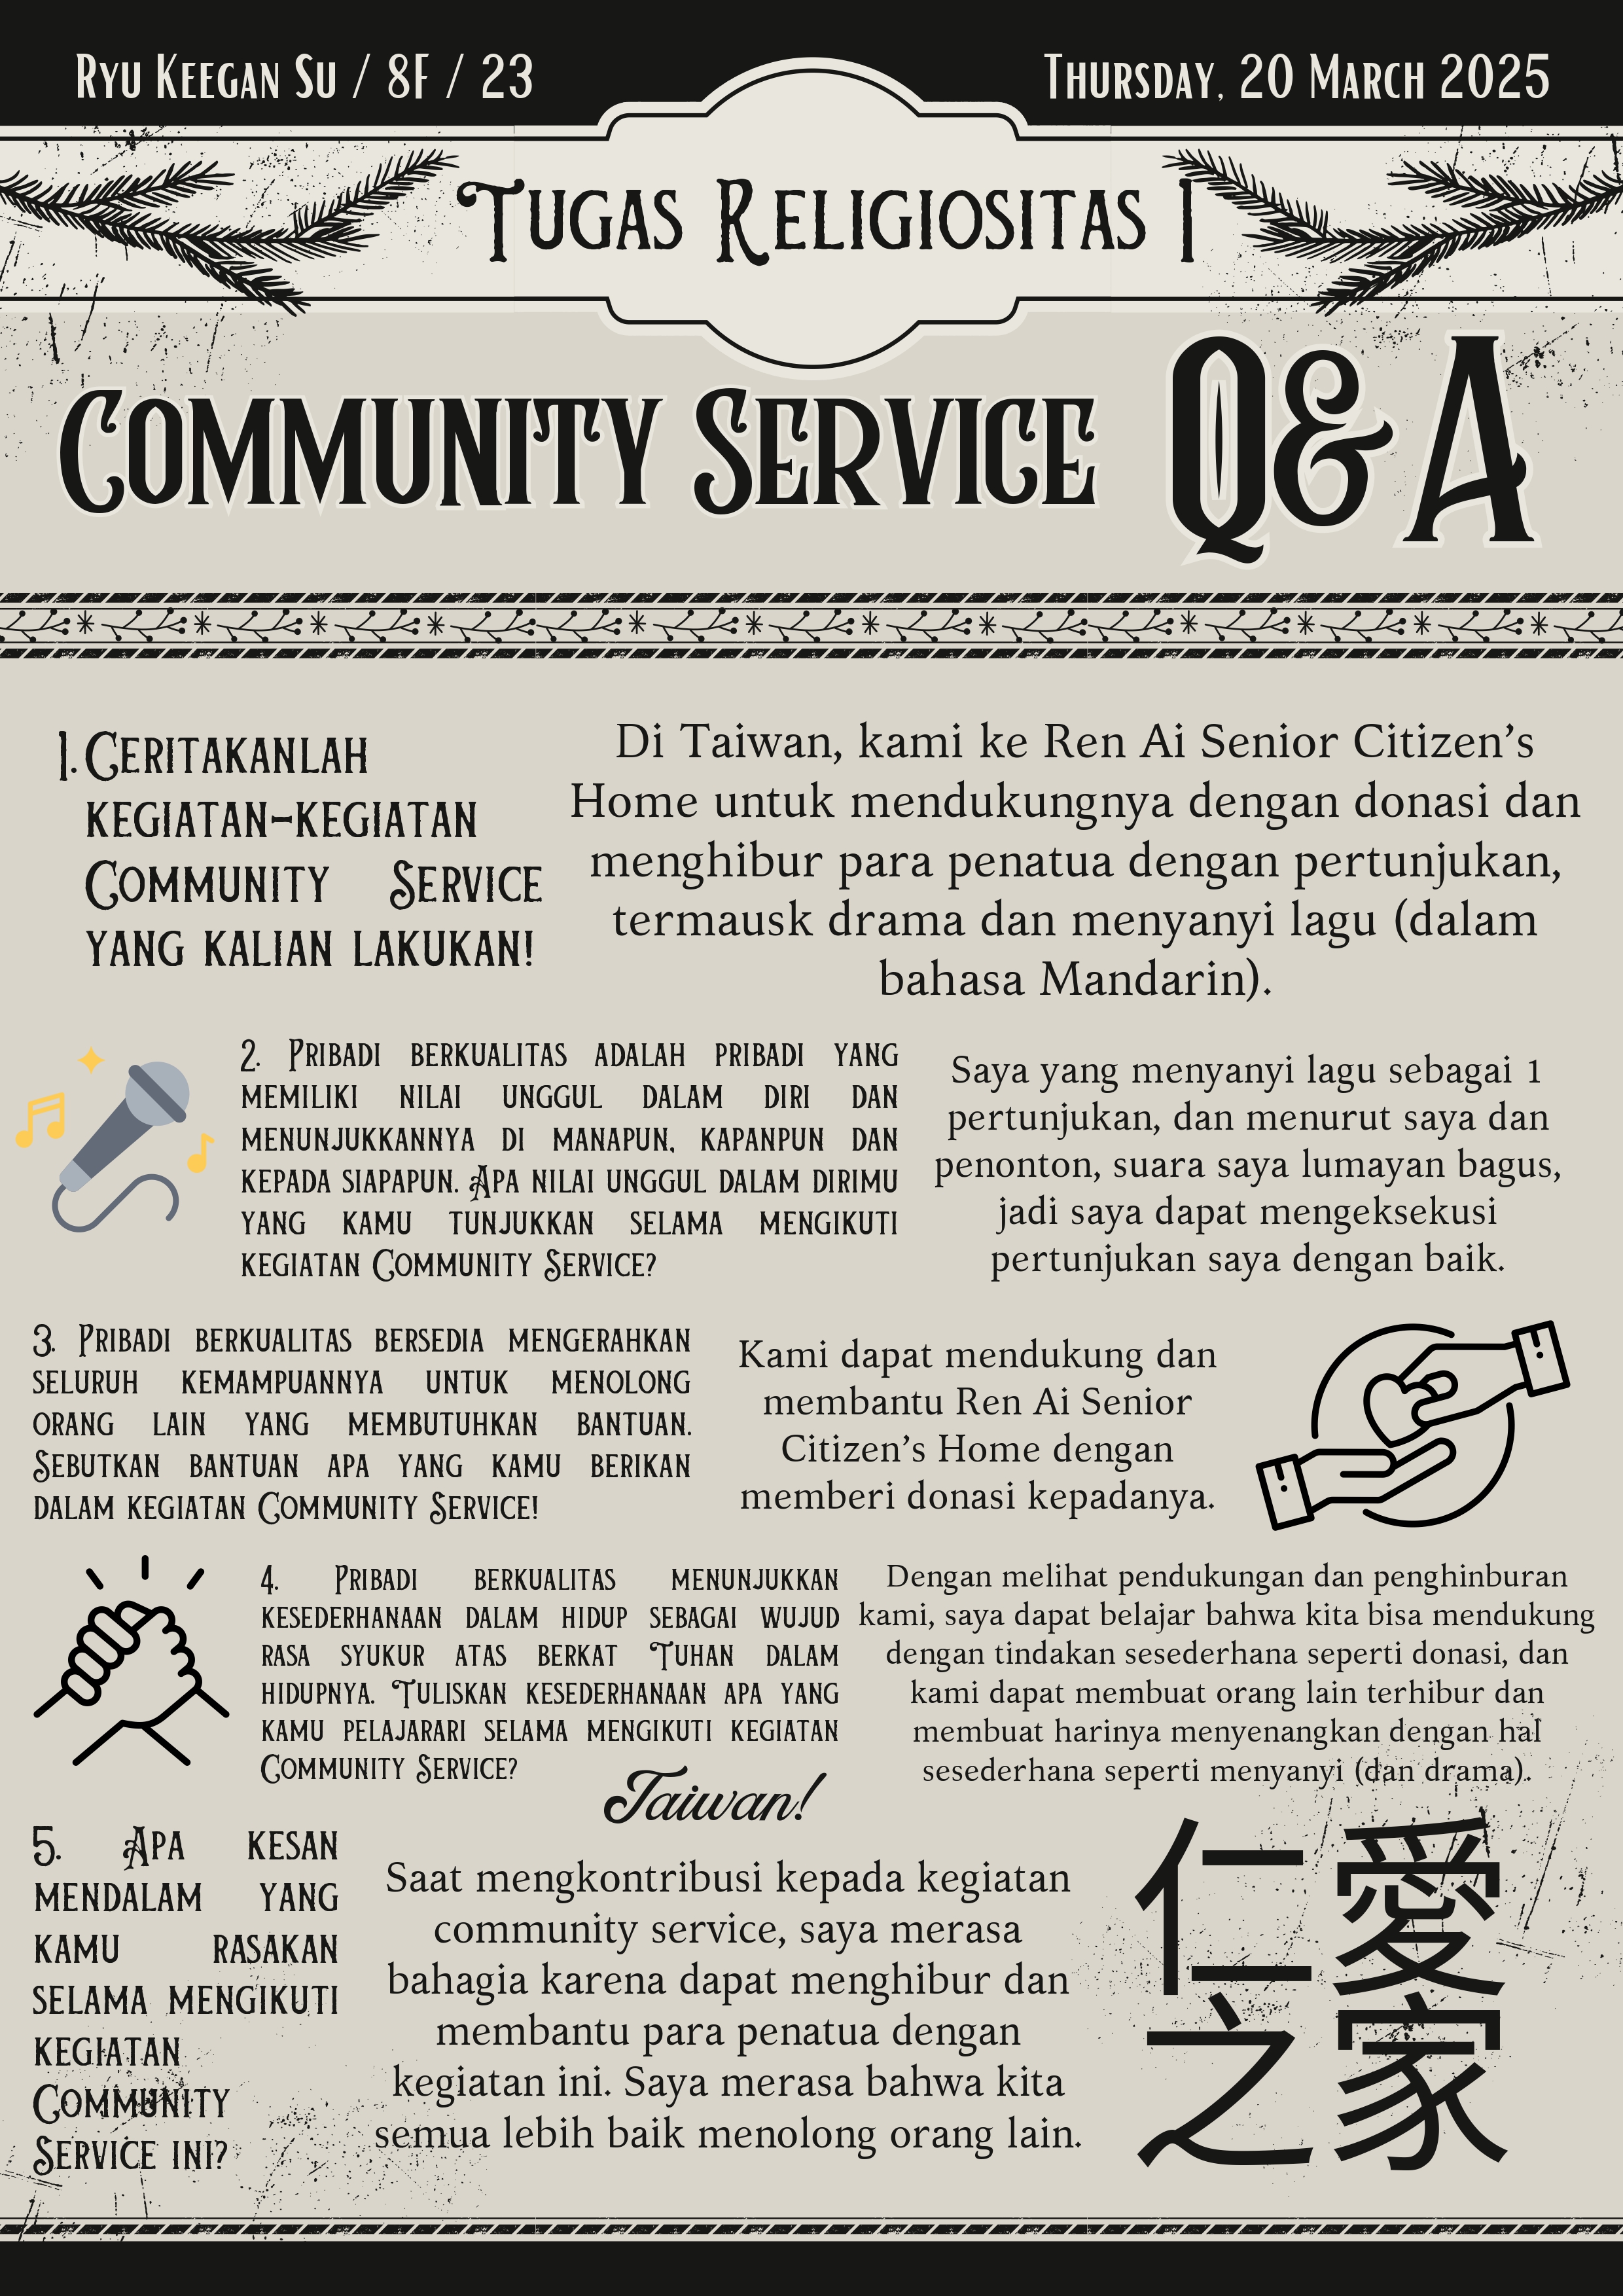 Ryu Keegan Su / 8F / 23
Thursday, 20 March 2025
Tugas Religiositas 1
Community Service Q&A
1. Ceritakanlah
kegiatan-kegiatan
Community Service
yang kalian lakukan!
Di Taiwan, kami ke Ren Ai Senior Citizen’s
Home untuk mendukungnya dengan donasi dan
menghibur para penatua dengan pertunjukan,
termausk drama dan menyanyi lagu (dalam
bahasa Mandarin).
2. Pribadi berkualitas adalah pribadi yang
memiliki nilai unggul dalam diri dan
menunjukkannya di manapun, kapanpun dan
kepada siapapun. Apa nilai unggul dalam dirimu
yang kamu tunjukkan selama mengikuti
kegiatan Community Service?
Saya yang menyanyi lagu sebagai 1
pertunjukan, dan menurut saya dan
penonton, suara saya lumayan bagus,
jadi saya dapat mengeksekusi
pertunjukan saya dengan baik.
3. Pribadi berkualitas bersedia mengerahkan
seluruh kemampuannya untuk menolong
orang lain yang membutuhkan bantuan.
Sebutkan bantuan apa yang kamu berikan
dalam kegiatan Community Service!
Kami dapat mendukung dan
membantu Ren Ai Senior
Citizen’s Home dengan
memberi donasi kepadanya.
4. Pribadi berkualitas menunjukkan
kesederhanaan dalam hidup sebagai wujud
rasa syukur atas berkat Tuhan dalam
hidupnya. Tuliskan kesederhanaan apa yang
kamu pelajarari selama mengikuti kegiatan
Community Service?
Dengan melihat pendukungan dan penghinburan
kami, saya dapat belajar bahwa kita bisa mendukung
dengan tindakan sesederhana seperti donasi, dan
kami dapat membuat orang lain terhibur dan
membuat harinya menyenangkan dengan hal
sesederhana seperti menyanyi (dan drama).
Taiwan!
5. Apa kesan
mendalam yang
kamu rasakan
selama mengikuti
kegiatan
Community
Service ini?
Saat mengkontribusi kepada kegiatan
community service, saya merasa
bahagia karena dapat menghibur dan
membantu para penatua dengan
kegiatan ini. Saya merasa bahwa kita
semua lebih baik menolong orang lain.
仁愛
之家